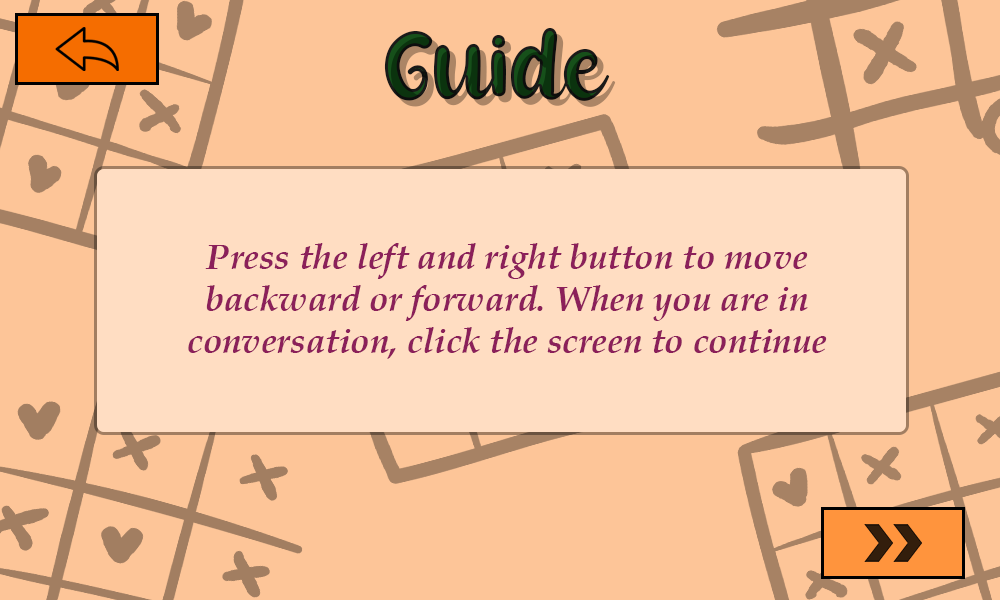 Guide
Press the left and right button to move
backward or forward. When you are in
conversation, click the screen to continue